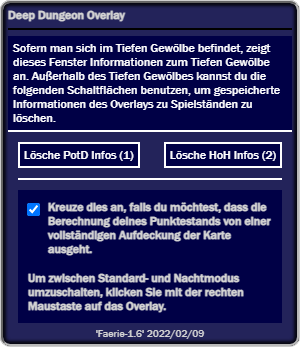 Deep Dungeon Overlay
Sofern man sich im Tiefen Gewölbe befindet, zeigt
dieses Fenster Informationen zum Tiefen Gewölbe
an. Außerhalb des Tiefen Gewölbes kannst du die
folgenden Schaltflächen benutzen, um gespeicherte
Informationen des Overlays zu Spielständen zu
löschen.
Lösche PotD Infos (1) Lösche HoH Infos (2)
Kreuze dies an, falls du möchtest, dass die
Berechnung deines Punktestands von einer
vollständigen Aufdeckung der Karte
ausgeht.
Um zwischen Standard- und Nachtmodus
umzuschalten, klicken Sie mit der rechten
Maustaste auf das Overlay.
'Faerie-1.6' 2022/02/09